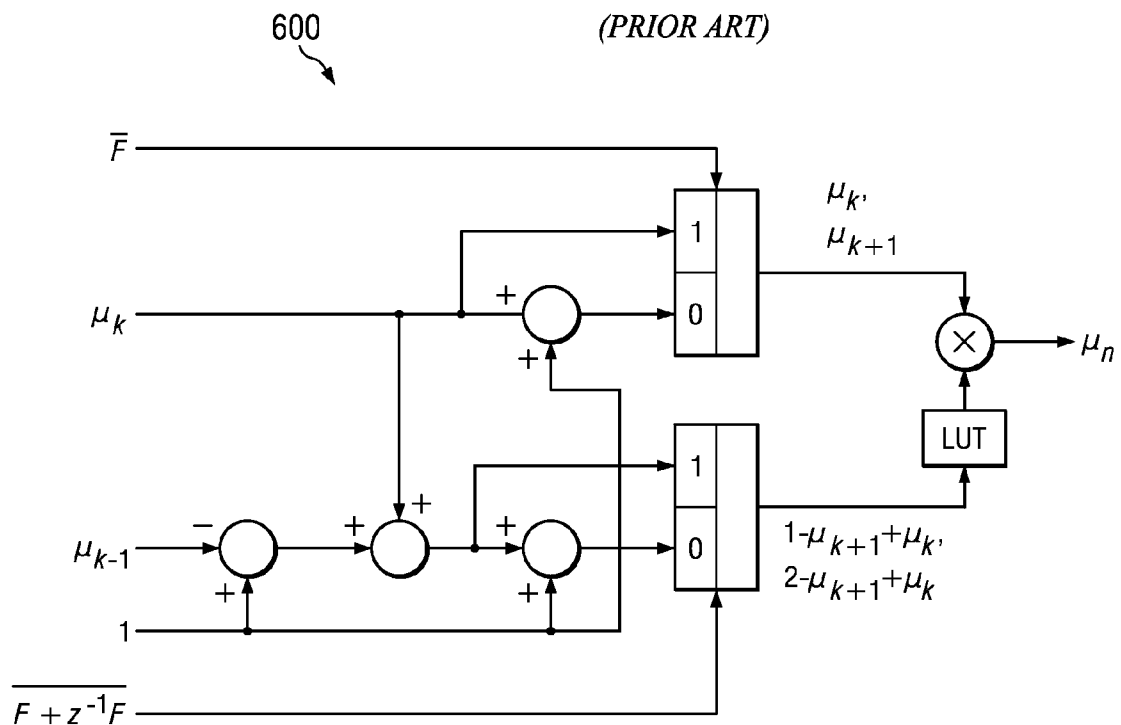 600
(PRIOR ART)
F̅
μₖ,
μₖ₊₁
1
+
μₖ
0
+
×
μₙ
LUT
1
+
−
+
+
μₖ₋₁
0
1-μₖ₊₁+μₖ,
+
+
2-μₖ₊₁+μₖ
1
\overline{F + z⁻¹F}